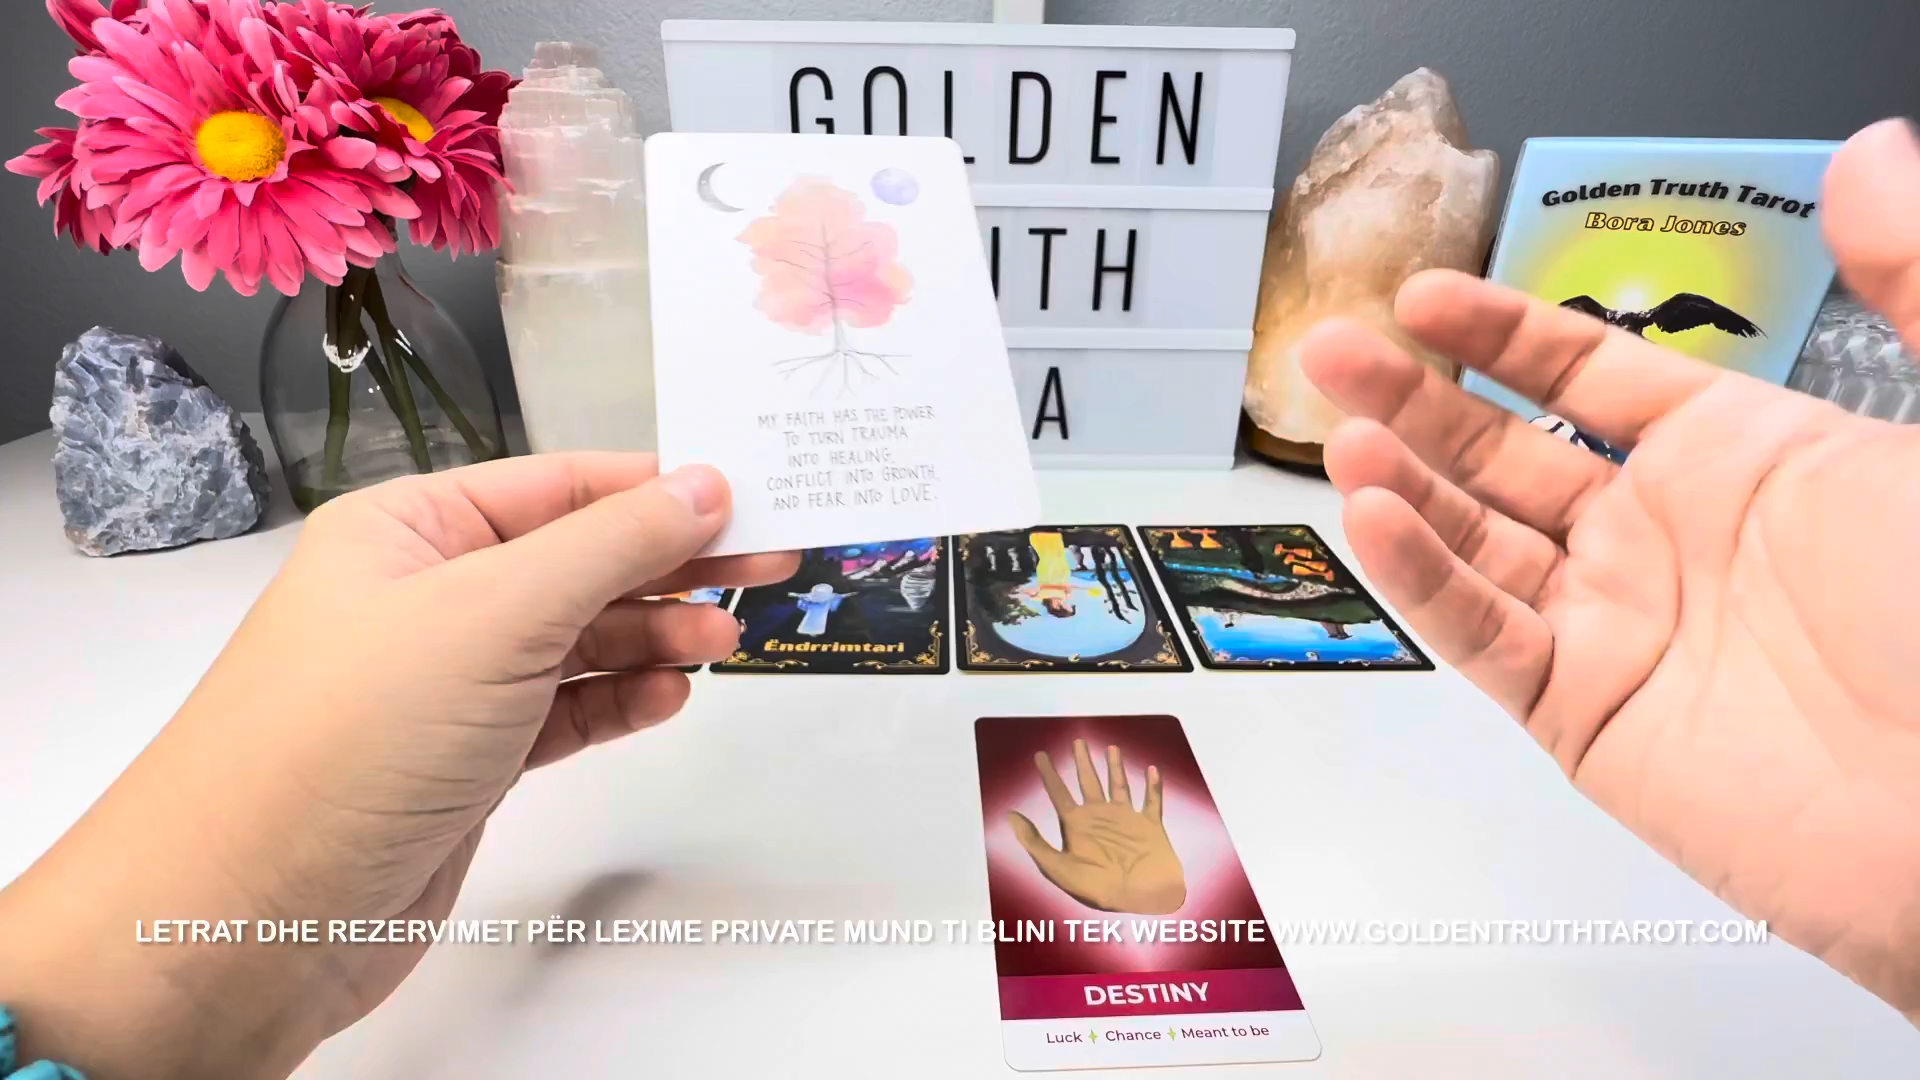 GOLDEN
UTH
A
Golden Truth Tarot
Bora Jones
MY FAITH HAS THE POWER
TO TURN TRAUMA
INTO HEALING,
CONFLICT INTO GROWTH,
AND FEAR INTO LOVE.
Ëndrrimtari
LETRAT DHE REZERVIMET PËR LEXIME PRIVATE MUND TI BLINI TEK WEBSITE WWW.GOLDENTRUTHTAROT.COM
DESTINY
Luck Chance Meant to be